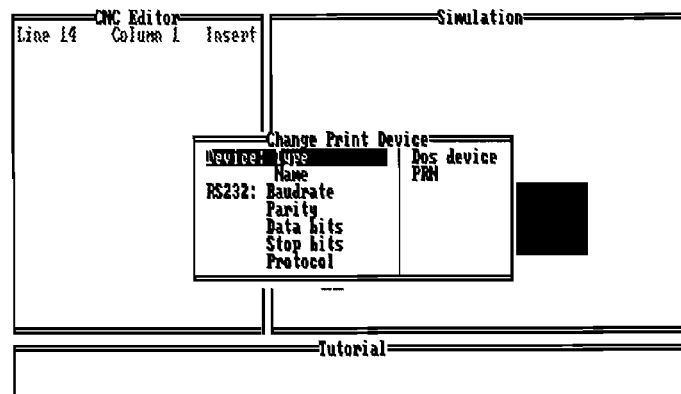 CNC Editor
Simulation
Line 14 Column 1 Insert
Change Print Device
Device: Type Dos device
Name PRN
RS232: Baudrate
Parity
Data bits
Stop bits
Protocol
Tutorial